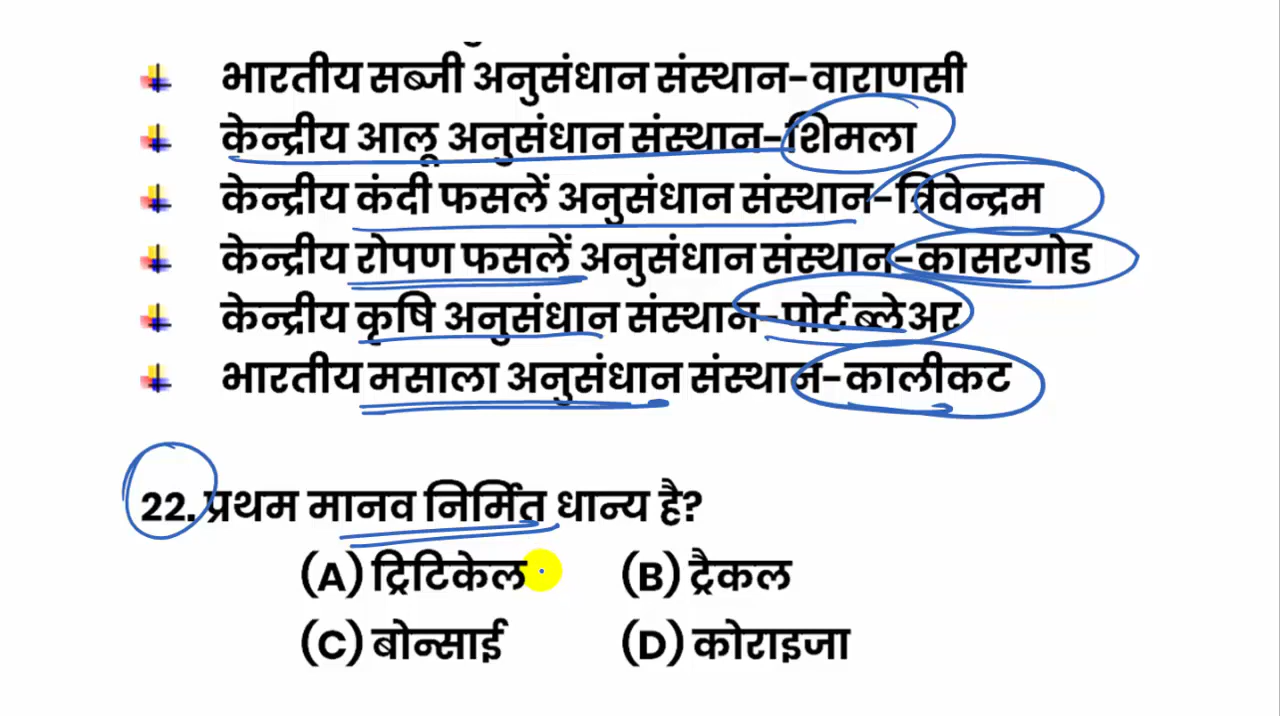 भारतीय सब्जी अनुसंधान संस्थान-वाराणसी
केन्द्रीय आलू अनुसंधान संस्थान-शिमला
केन्द्रीय कंदी फसलें अनुसंधान संस्थान-त्रिवेन्द्रम
केन्द्रीय रोपण फसलें अनुसंधान संस्थान-कासरगोड
केन्द्रीय कृषि अनुसंधान संस्थान-पोर्ट ब्लेअर
भारतीय मसाला अनुसंधान संस्थान-कालीकट
22. प्रथम मानव निर्मित धान्य है?
(A) ट्रिटिकेल (B) ट्रैकल
(C) बोन्साई (D) कोराइजा